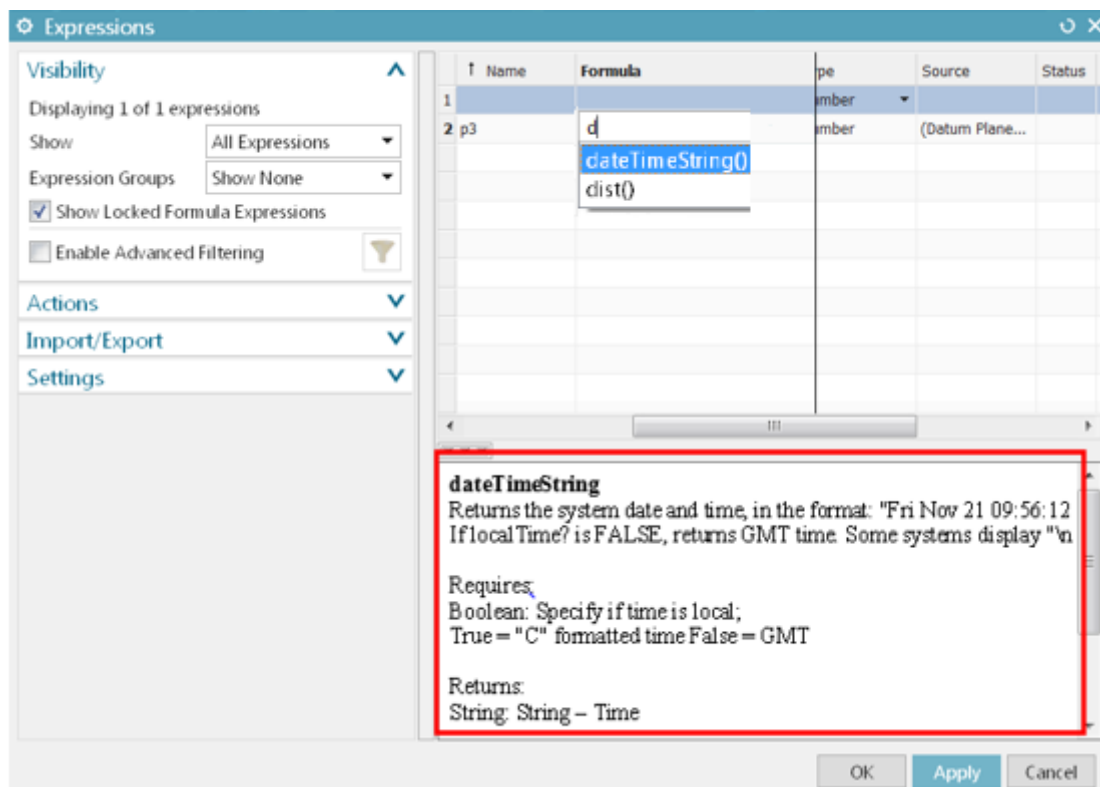 Expressions
Visibility
Displaying 1 of 1 expressions
Show All Expressions
Expression Groups Show None
Show Locked Formula Expressions
Enable Advanced Filtering
Actions
Import/Export
Settings
↑ Name Formula pe Source Status
1 umber
2 p3 d umber (Datum Plane...
dateTimeString()
dist()
dateTimeString
Returns the system date and time, in the format: "Fri Nov 21 09:56:12
If localTime? is FALSE, returns GMT time. Some systems display "\n
Requires:
Boolean: Specify if time is local;
True = "C" formatted time False = GMT
Returns:
String: String – Time
OK Apply Cancel